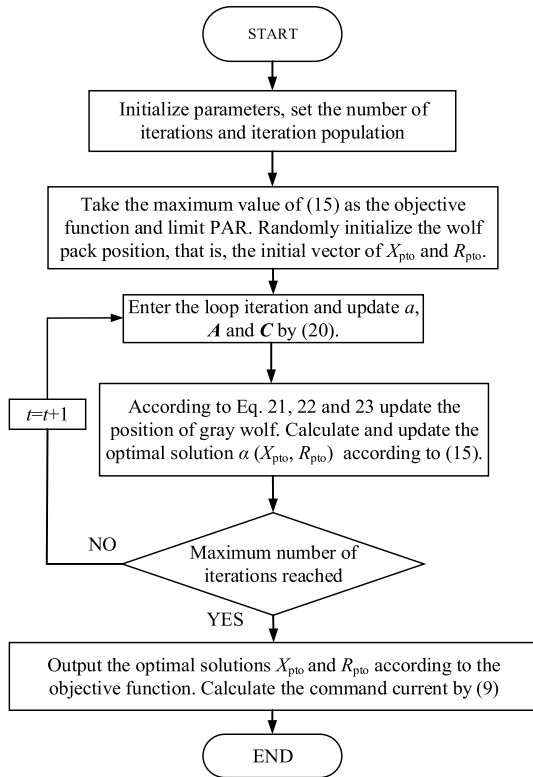 START
Initialize parameters, set the number of
iterations and iteration population
Take the maximum value of (15) as the objective
function and limit PAR. Randomly initialize the wolf
pack position, that is, the initial vector of Xpto and Rpto.
Enter the loop iteration and update a,
A and C by (20).
t=t+1
According to Eq. 21, 22 and 23 update the
position of gray wolf. Calculate and update the
optimal solution α (Xpto, Rpto) according to (15).
NO
Maximum number of
iterations reached
YES
Output the optimal solutions Xpto and Rpto according to the
objective function. Calculate the command current by (9)
END